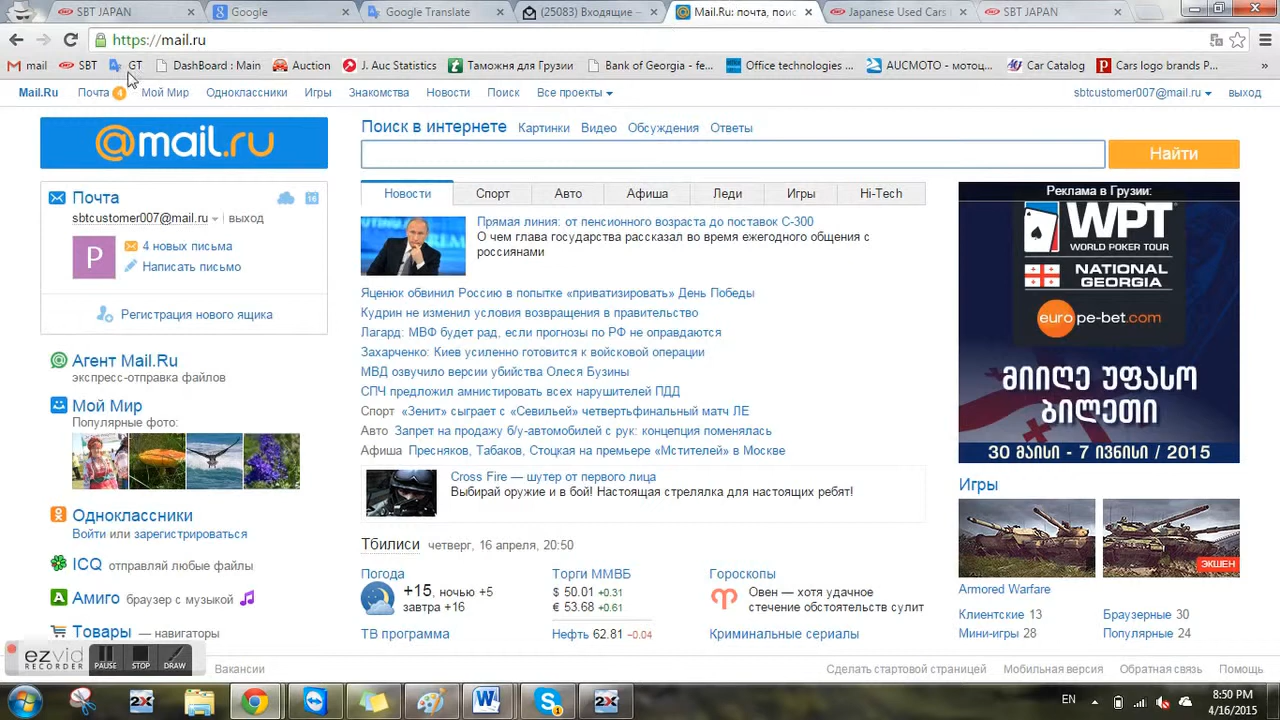 SBT JAPAN
Google
Google Translate
(25083) Входящие –
Mail.Ru: почта, поис
Japanese Used Cars
SBT JAPAN
https://mail.ru
mail
SBT
GT
DashBoard : Main
Auction
J. Auc Statistics
Таможня для Грузии
Bank of Georgia - fe...
Office technologies ...
AUCMOTO - мотоц...
Car Catalog
Cars logo brands P...
»
Mail.Ru
Почта 4
Мой Мир
Одноклассники
Игры
Знакомства
Новости
Поиск
Все проекты
sbtcustomer007@mail.ru
выход
@mail.ru
Поиск в интернете
Картинки
Видео
Обсуждения
Ответы
Найти
Почта
16
sbtcustomer007@mail.ru
выход
P
4 новых письма
Написать письмо
Регистрация нового ящика
Агент Mail.Ru
экспресс-отправка файлов
Мой Мир
Популярные фото:
Одноклассники
Войти или зарегистрироваться
ICQ отправляй любые файлы
Амиго браузер с музыкой
Товары — навигаторы
Новости
Спорт
Авто
Афиша
Леди
Игры
Hi-Tech
Прямая линия: от пенсионного возраста до поставок С-300
О чем глава государства рассказал во время ежегодного общения с
россиянами
Яценюк обвинил Россию в попытке «приватизировать» День Победы
Кудрин не изменил условия возвращения в правительство
Лагард: МВФ будет рад, если прогнозы по РФ не оправдаются
Захарченко: Киев усиленно готовится к войсковой операции
МВД озвучило версии убийства Олеся Бузины
СПЧ предложил амнистировать всех нарушителей ПДД
Спорт «Зенит» сыграет с «Севильей» четвертьфинальный матч ЛЕ
Авто Запрет на продажу б/у-автомобилей с рук: концепция поменялась
Афиша Пресняков, Табаков, Стоцкая на премьере «Мстителей» в Москве
Cross Fire — шутер от первого лица
Выбирай оружие и в бой! Настоящая стрелялка для настоящих ребят!
Тбилиси четверг, 16 апреля, 20:50
Погода
+15, ночью +5
завтра +16
ТВ программа
Торги ММВБ
$ 50.01 +0.31
€ 53.68 +0.61
Нефть 62.81 −0.04
Гороскопы
Овен — хотя удачное
стечение обстоятельств сулит
Криминальные сериалы
Реклама в Грузии:
WPT
WORLD POKER TOUR
NATIONAL
GEORGIA
europe-bet.com
მიიღე უფასო
ბილეთი
30 მაისი - 7 ივნისი / 2015
Игры
ЭКШЕН
Armored Warfare
Клиентские 13
Браузерные 30
Мини-игры 28
Популярные 24
Вакансии
Сделать стартовой страницей
Мобильная версия
Обратная связь
Помощь
ezvid
RECORDER
PAUSE
STOP
DRAW
2X
W
S
1
2X
EN
8:50 PM
4/16/2015